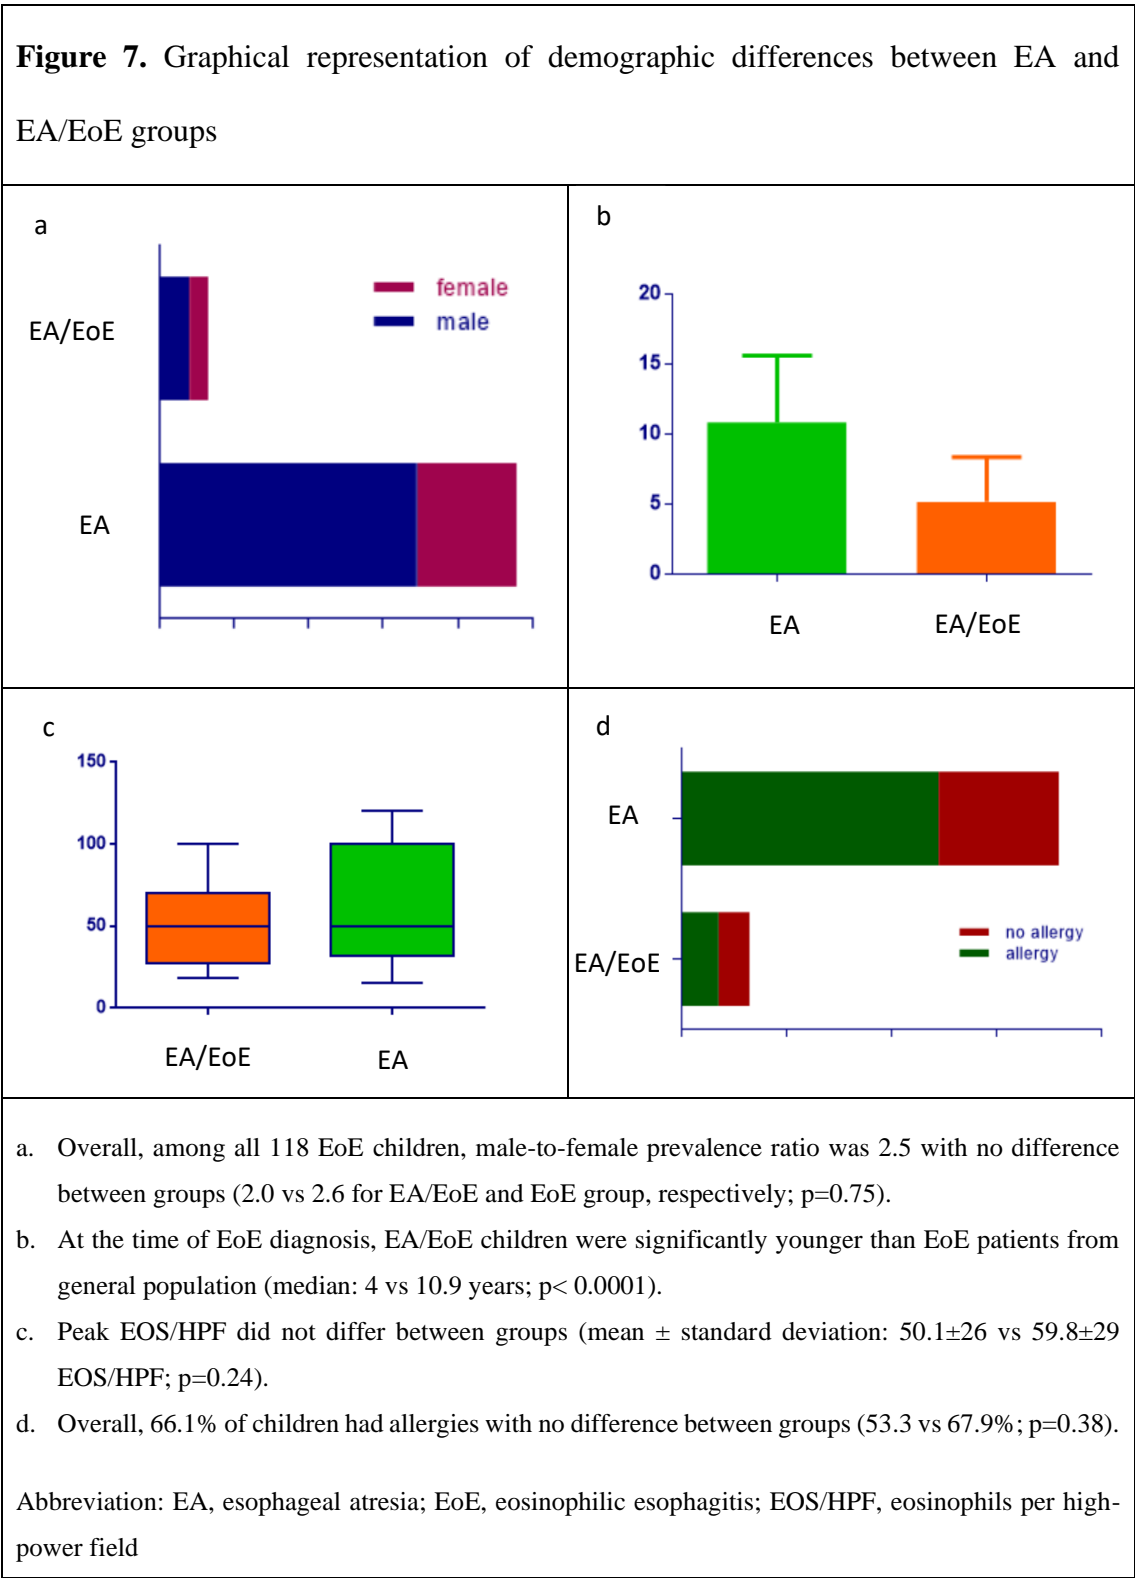 Figure 7. Graphical representation of demographic differences between EA and
EA/EoE groups
a
female
male
EA/EoE
EA
b
20
15
10
5
0
EA
EA/EoE
c
150
100
50
0
EA/EoE
EA
d
EA
EA/EoE
no allergy
allergy
a. Overall, among all 118 EoE children, male-to-female prevalence ratio was 2.5 with no difference
between groups (2.0 vs 2.6 for EA/EoE and EoE group, respectively; p=0.75).
b. At the time of EoE diagnosis, EA/EoE children were significantly younger than EoE patients from
general population (median: 4 vs 10.9 years; p< 0.0001).
c. Peak EOS/HPF did not differ between groups (mean ± standard deviation: 50.1±26 vs 59.8±29
EOS/HPF; p=0.24).
d. Overall, 66.1% of children had allergies with no difference between groups (53.3 vs 67.9%; p=0.38).
Abbreviation: EA, esophageal atresia; EoE, eosinophilic esophagitis; EOS/HPF, eosinophils per high-
power field